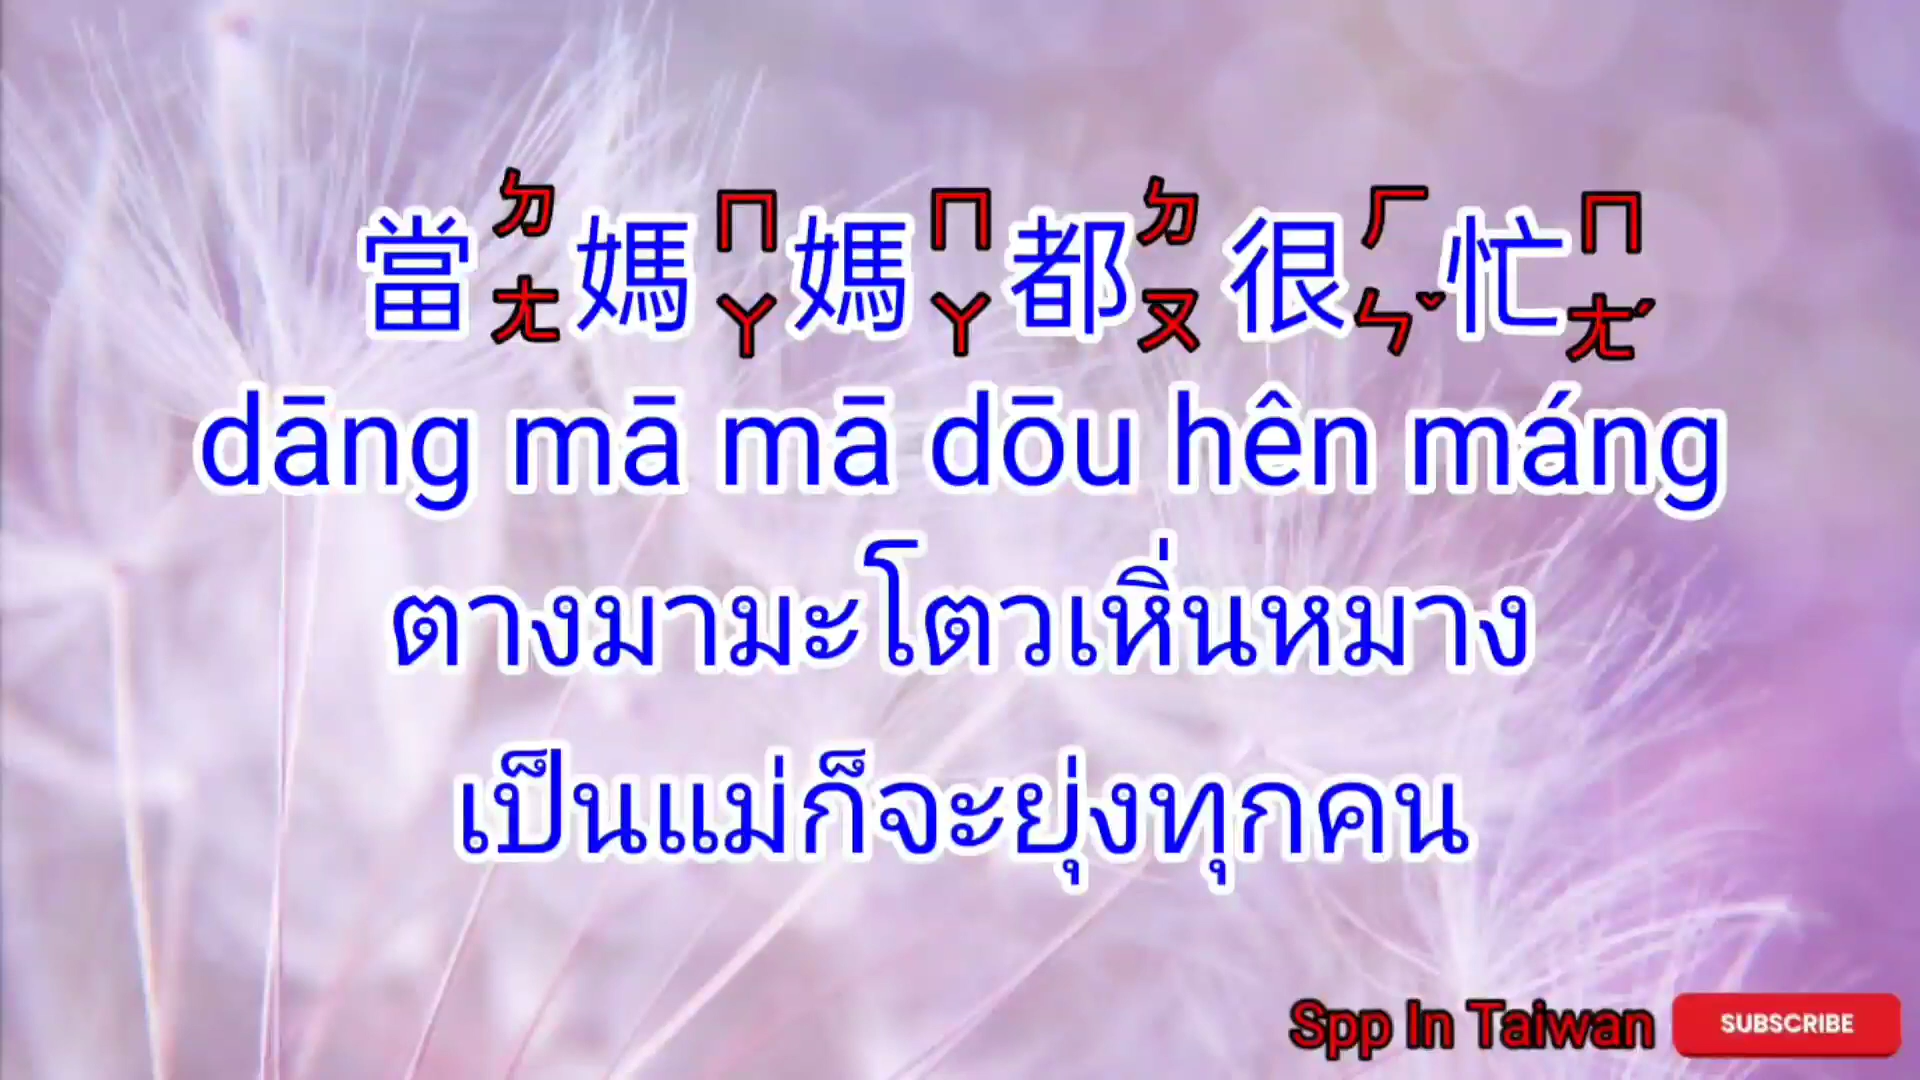 當ㄉㄤ媽ㄇㄚ媽ㄇㄚ都ㄉㄡ很ㄏㄣˇ忙ㄇㄤˊ
dāng mā mā dōu hên máng
ตางมามะโตวเหิ่นหมาง
เป็นแม่ก็จะยุ่งทุกคน
Spp In Taiwan
SUBSCRIBE